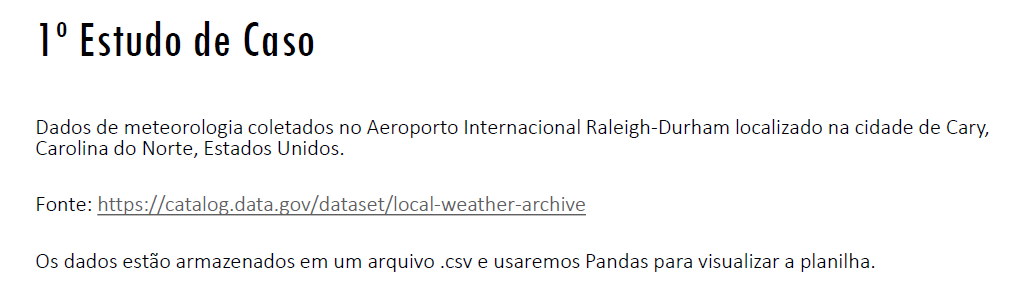 1º Estudo de Caso
Dados de meteorologia coletados no Aeroporto Internacional Raleigh-Durham localizado na cidade de Cary,
Carolina do Norte, Estados Unidos.
Fonte: https://catalog.data.gov/dataset/local-weather-archive
Os dados estão armazenados em um arquivo .csv e usaremos Pandas para visualizar a planilha.